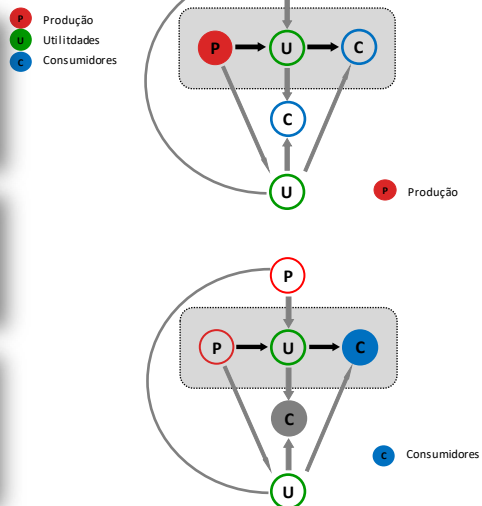 P Produção
U Utilitdades
C Consumidores
P U C
C
U
P Produção
P
P U C
C
C Consumidores
U